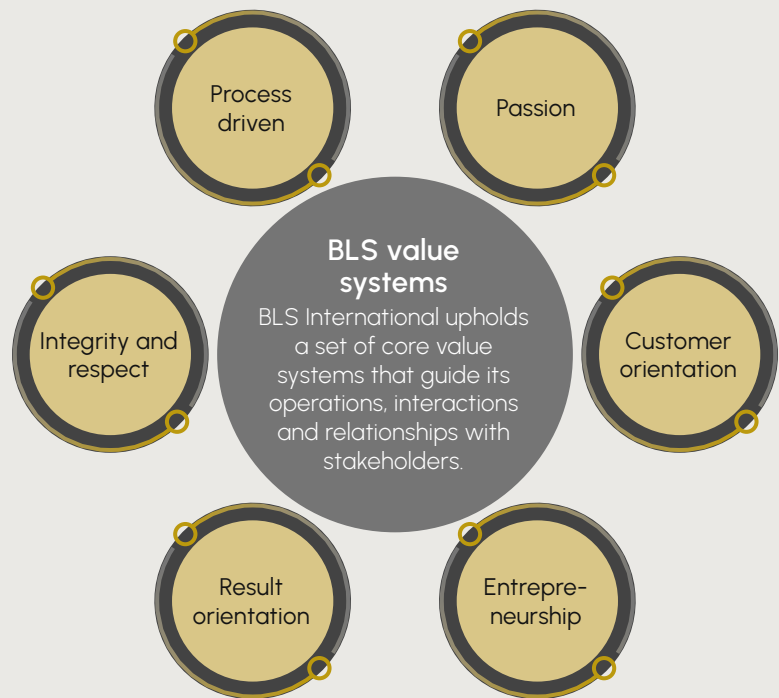 Process
driven
Passion
BLS value
systems
BLS International upholds
a set of core value
systems that guide its
operations, interactions
and relationships with
stakeholders.
Integrity and
respect
Customer
orientation
Result
orientation
Entrepre-
neurship